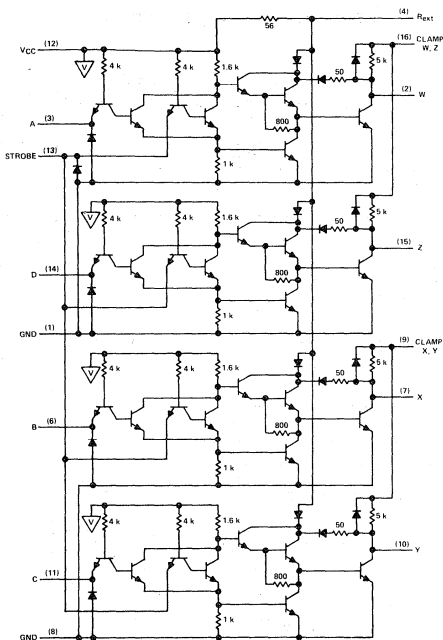 (4) Rext
56
(16) CLAMP W, Z
VCC (12)
V
4 k
4 k
1.6 k
5 k
50
(2) W
A (3)
800
STROBE (13)
1 k
V
4 k
4 k
1.6 k
5 k
50
(15) Z
D (14)
800
1 k
GND (1)
(9) CLAMP X, Y
V
4 k
4 k
1.6 k
5 k
50
(7) X
B (6)
800
1 k
V
4 k
4 k
1.6 k
5 k
50
(10) Y
C (11)
800
1 k
GND (8)